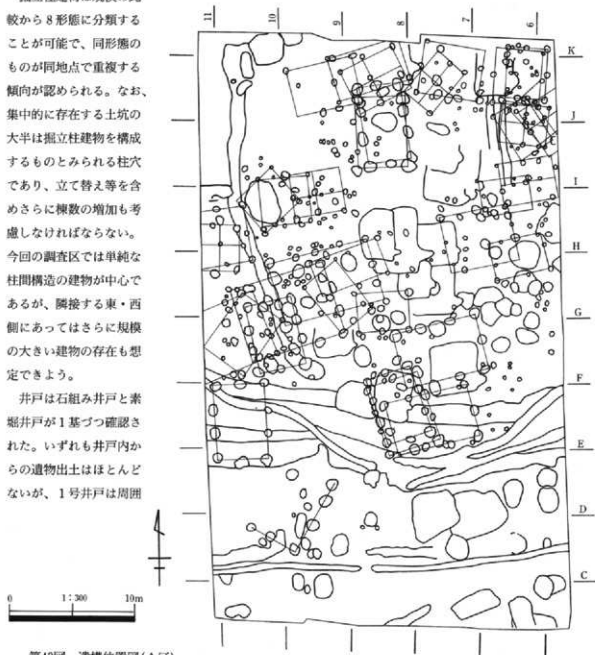 較から8形態に分類する
ことが可能で、同形態の
ものが同地点で重複する
傾向が認められる。なお、
集中的に存在する土坑の
大半は掘立柱建物を構成
するものとみられる柱穴
であり、立て替え等を含
めさらに棟数の増加も考
慮しなければならない。
今回の調査区では単純な
柱間構造の建物が中心で
あるが、隣接する東・西
側にあってはさらに規模
の大きい建物の存在も想
定できよう。
井戸は石組み井戸と素
堀井戸が1基づつ確認さ
れた。いずれも井戸内か
らの遺物出土はほとんど
ないが、1号井戸は周囲
0 1:300 10m
11 10 9 8 7 6
K
J
I
H
G
F
E
D
C